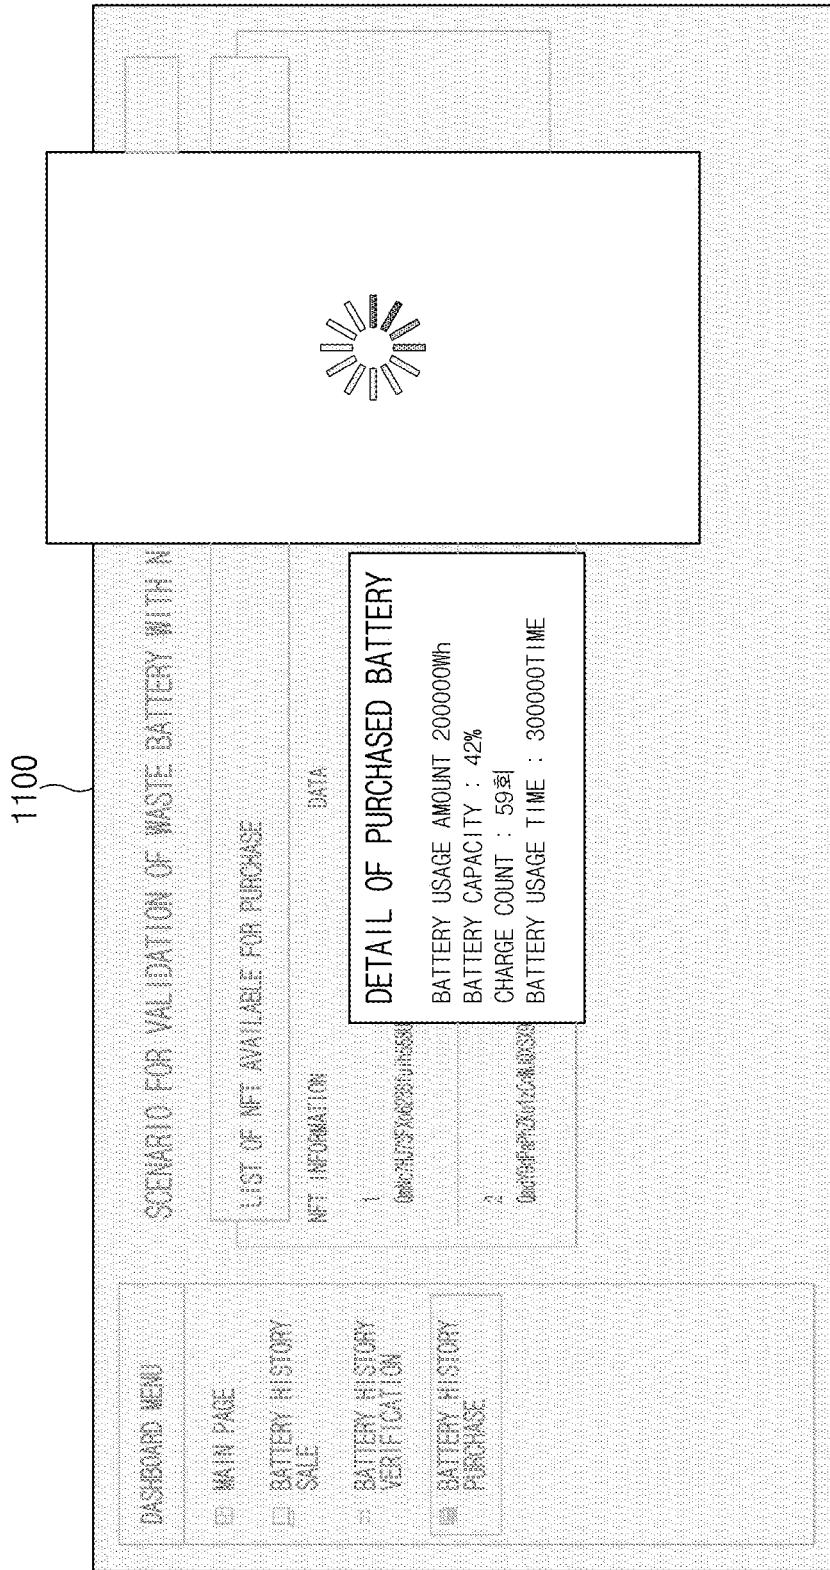 1100
SCENARIO FOR VALIDATION OF WASTE BATTERY WITH N
DASHBOARD MENU
MAIN PAGE
BATTERY HISTORY
SALE
BATTERY HISTORY
VERIFICATION
BATTERY HISTORY
PURCHASE
LIST OF NFT AVAILABLE FOR PURCHASE
NFT INFORMATION DATA
1
2
DETAIL OF PURCHASED BATTERY
BATTERY USAGE AMOUNT 200000Wh
BATTERY CAPACITY : 42%
CHARGE COUNT : 59회
BATTERY USAGE TIME : 300000TIME